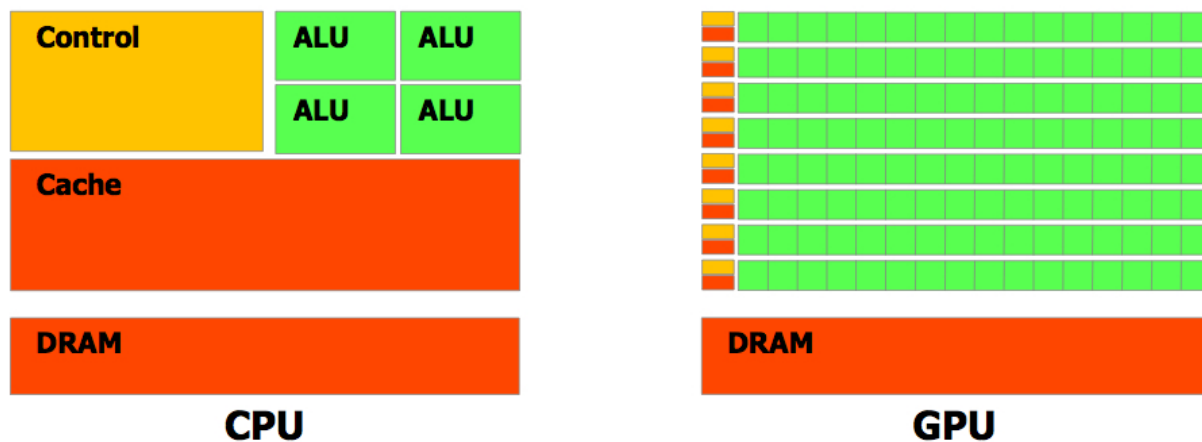 Control
ALU
ALU
ALU
ALU
Cache
DRAM
CPU
DRAM
GPU